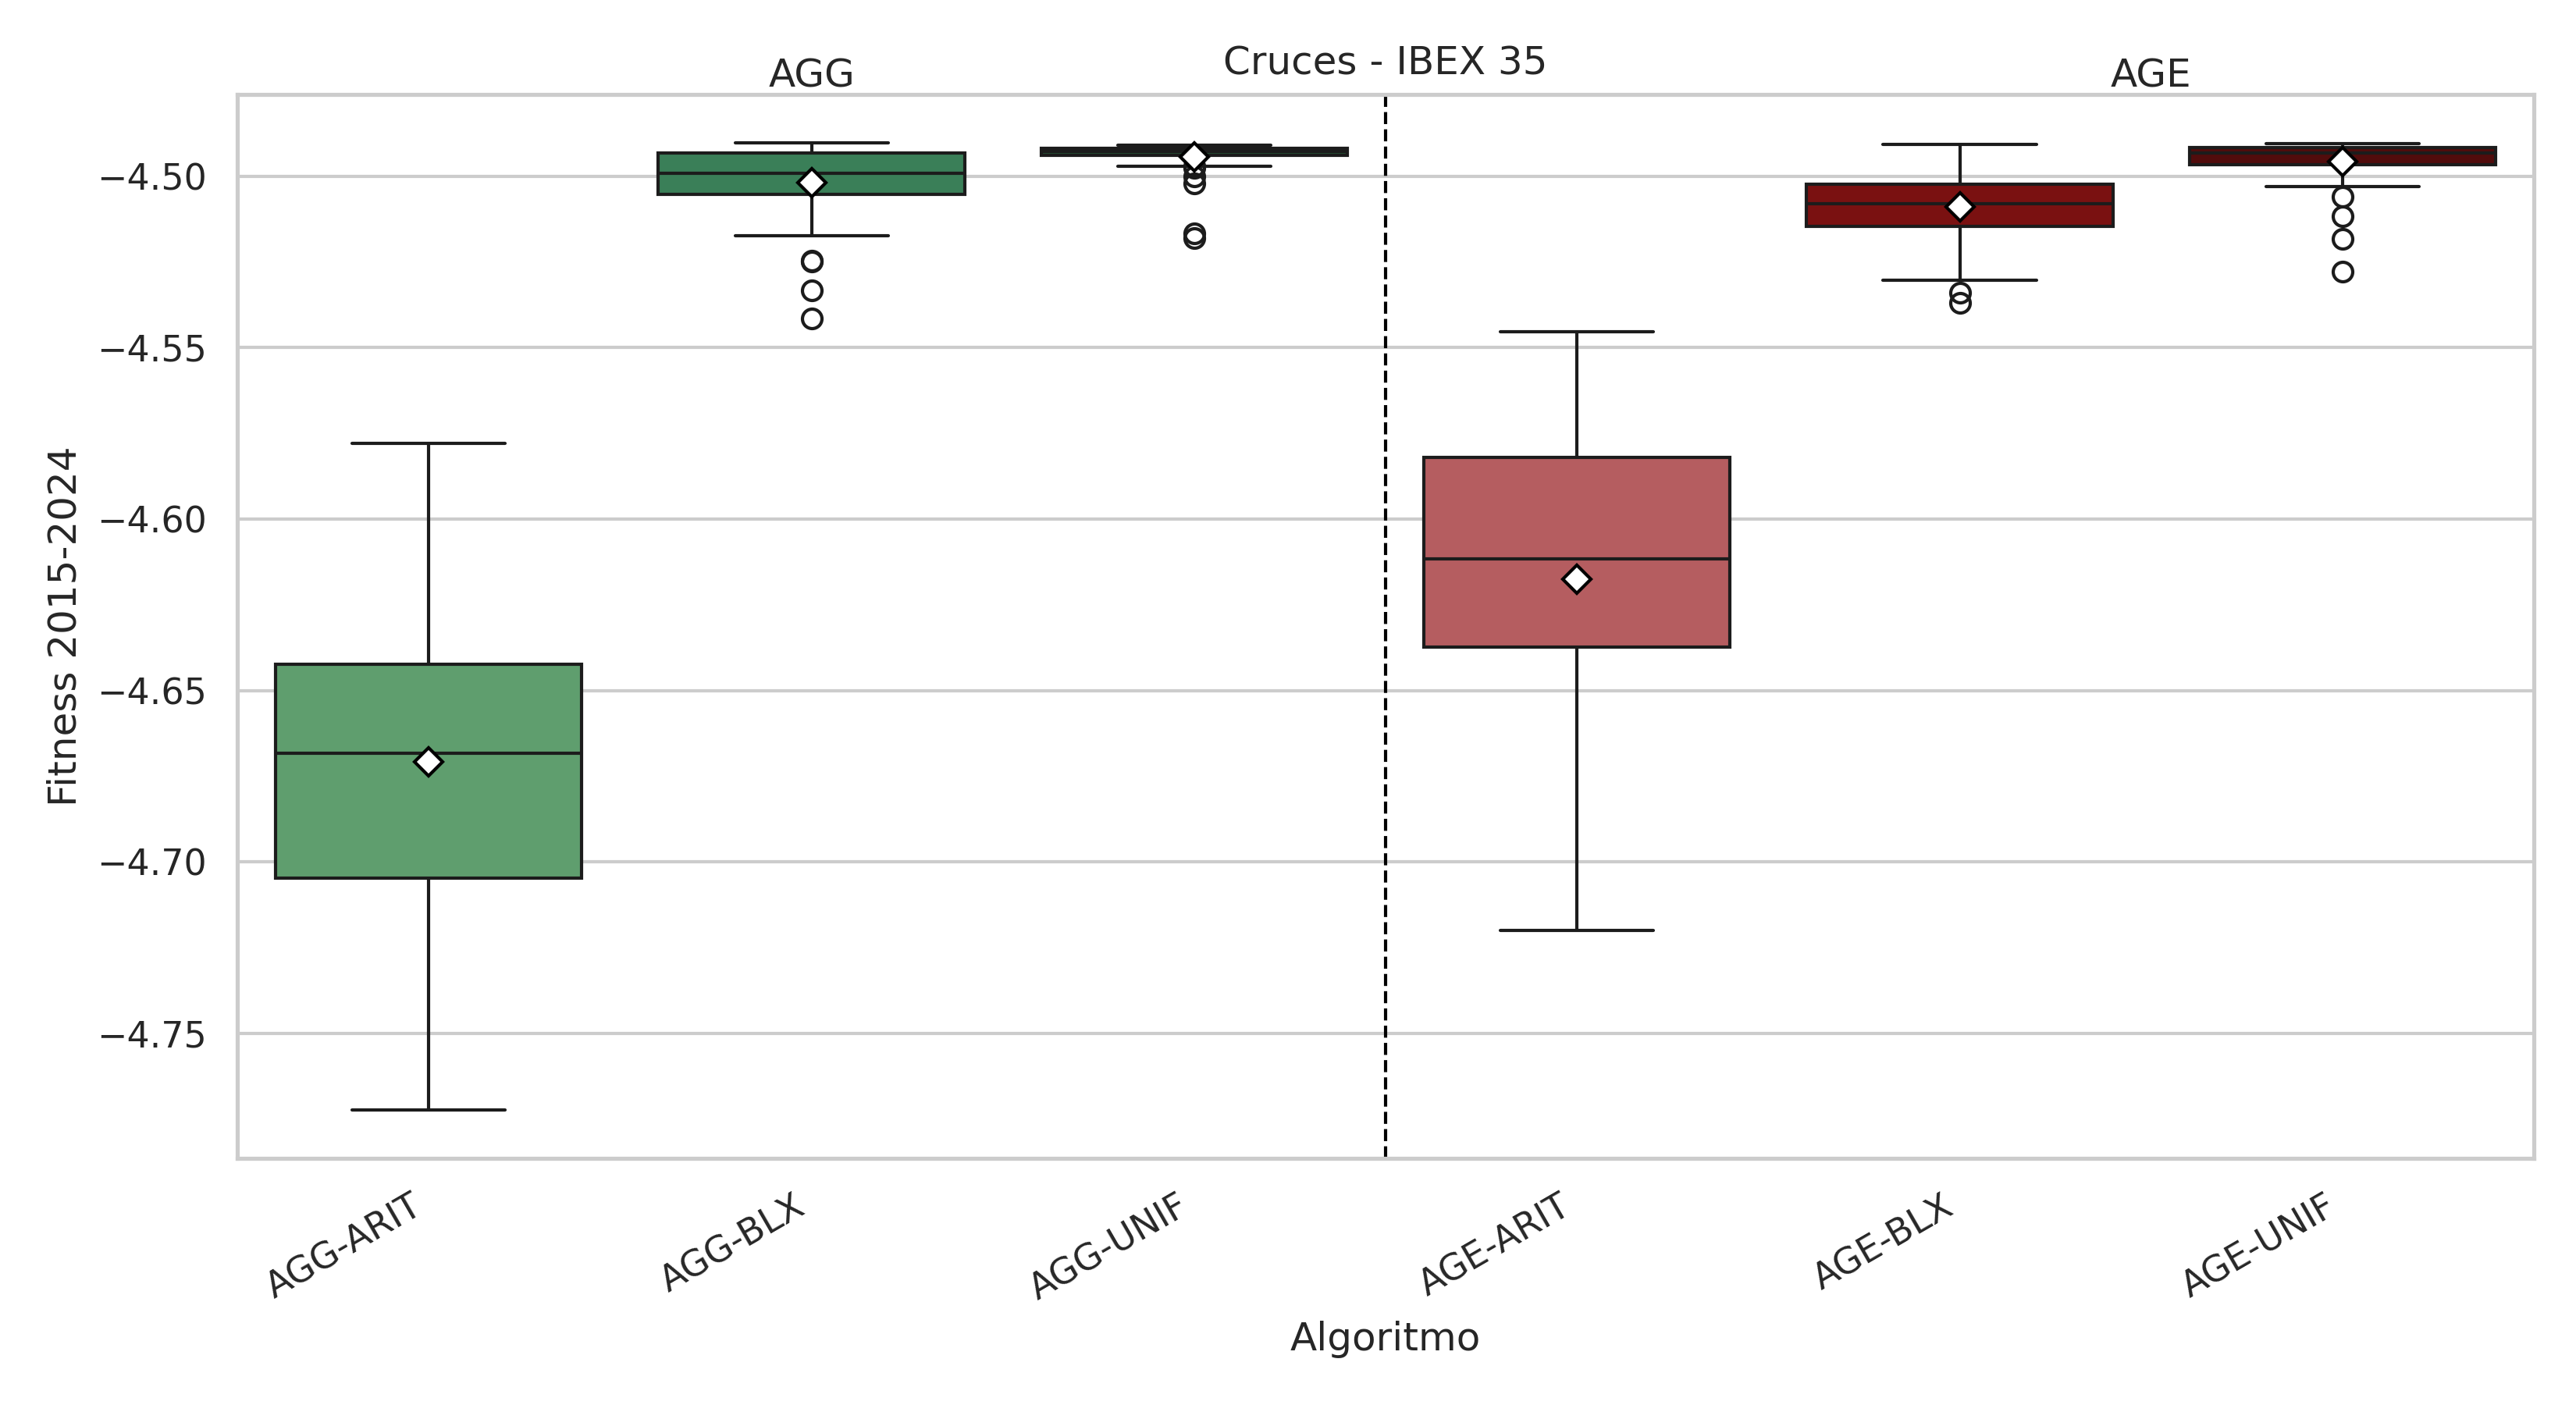 Cruces - IBEX 35
AGG
AGE
Fitness 2015-2024
−4.50
−4.55
−4.60
−4.65
−4.70
−4.75
AGG-ARIT
AGG-BLX
AGG-UNIF
AGE-ARIT
AGE-BLX
AGE-UNIF
Algoritmo